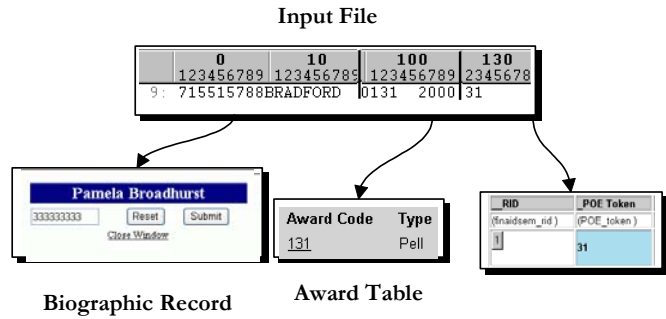 Input File
0 10 100 130
123456789 123456789 123456789 2345678
9: 715515788BRADFORD 0131 2000 31
Pamela Broadhurst
333333333 Reset Submit
Close Window
Award Code Type
131 Pell
_RID _POE Token
(finaidsem_rid ) (POE_token )
1 31
Biographic Record
Award Table